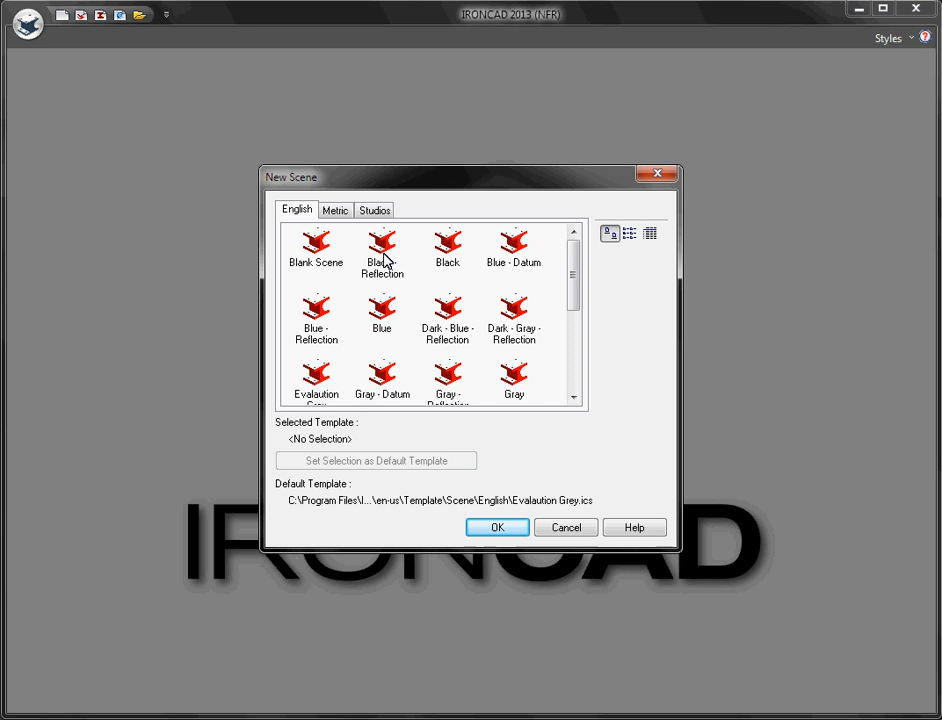 IRONCAD 2013 (NFR)
Styles
New Scene
English
Metric
Studios
Blank Scene
Black - Reflection
Black
Blue - Datum
Blue - Reflection
Blue
Dark - Blue - Reflection
Dark - Gray - Reflection
Evalaution
Gray - Datum
Gray -
Gray
Selected Template :
<No Selection>
Set Selection as Default Template
Default Template :
C:\Program Files\I...\en-us\Template\Scene\English\Evalaution Grey.ics
OK
Cancel
Help
IRONCAD